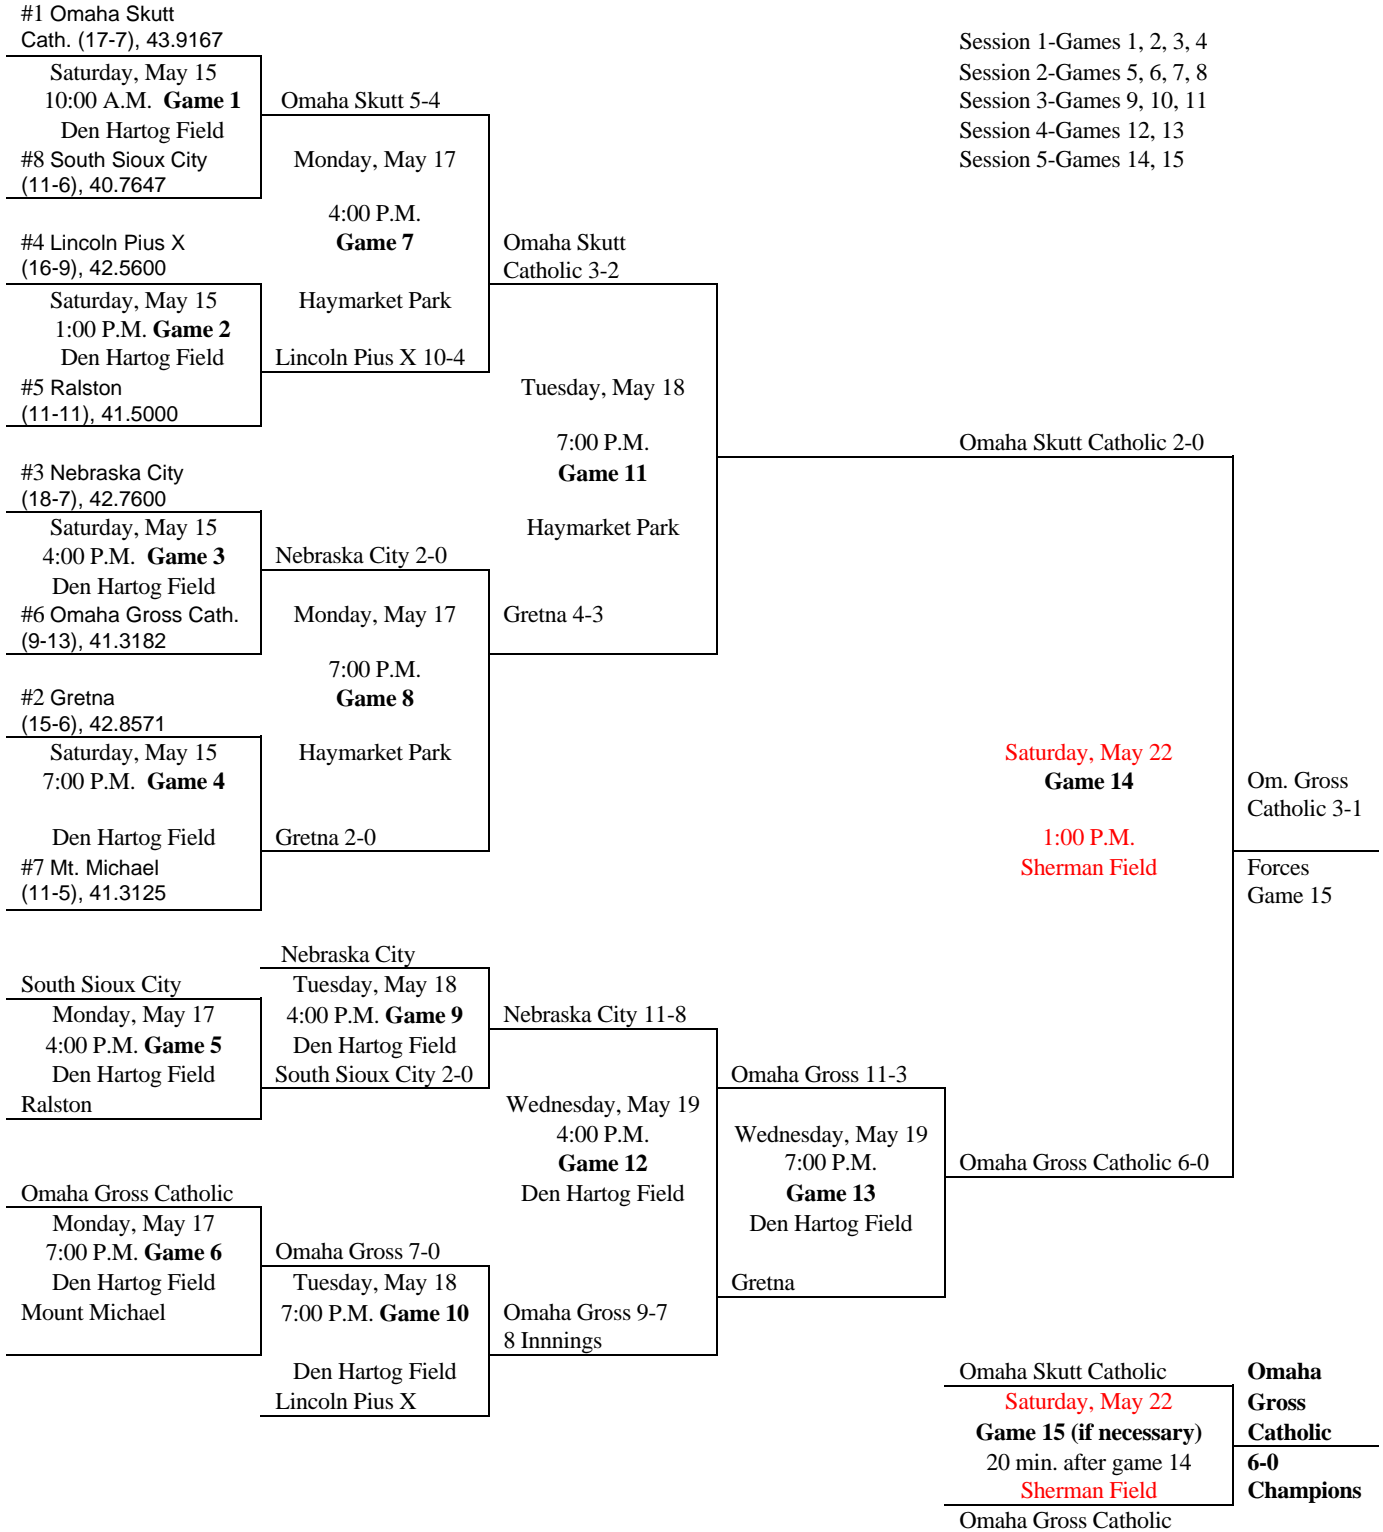 #1 Omaha Skutt
Cath. (17-7), 43.9167
Saturday, May 15
10:00 A.M. Game 1
Den Hartog Field
#8 South Sioux City
(11-6), 40.7647
#4 Lincoln Pius X
(16-9), 42.5600
Saturday, May 15
1:00 P.M. Game 2
Den Hartog Field
#5 Ralston
(11-11), 41.5000
#3 Nebraska City
(18-7), 42.7600
Saturday, May 15
4:00 P.M. Game 3
Den Hartog Field
#6 Omaha Gross Cath.
(9-13), 41.3182
#2 Gretna
(15-6), 42.8571
Saturday, May 15
7:00 P.M. Game 4
Den Hartog Field
#7 Mt. Michael
(11-5), 41.3125
Omaha Skutt 5-4
Monday, May 17
4:00 P.M.
Game 7
Haymarket Park
Lincoln Pius X 10-4
Nebraska City 2-0
Monday, May 17
7:00 P.M.
Game 8
Haymarket Park
Gretna 2-0
Omaha Skutt
Catholic 3-2
Tuesday, May 18
7:00 P.M.
Game 11
Haymarket Park
Gretna 4-3
Session 1-Games 1, 2, 3, 4
Session 2-Games 5, 6, 7, 8
Session 3-Games 9, 10, 11
Session 4-Games 12, 13
Session 5-Games 14, 15
Omaha Skutt Catholic 2-0
Saturday, May 22
Game 14
1:00 P.M.
Sherman Field
Om. Gross
Catholic 3-1
Forces
Game 15
South Sioux City
Monday, May 17
4:00 P.M. Game 5
Den Hartog Field
Ralston
Omaha Gross Catholic
Monday, May 17
7:00 P.M. Game 6
Den Hartog Field
Mount Michael
Nebraska City
Tuesday, May 18
4:00 P.M. Game 9
Den Hartog Field
South Sioux City 2-0
Omaha Gross 7-0
Tuesday, May 18
7:00 P.M. Game 10
Den Hartog Field
Lincoln Pius X
Nebraska City 11-8
Wednesday, May 19
4:00 P.M.
Game 12
Den Hartog Field
Omaha Gross 9-7
8 Innnings
Omaha Gross 11-3
Wednesday, May 19
7:00 P.M.
Game 13
Den Hartog Field
Gretna
Omaha Gross Catholic 6-0
Omaha Skutt Catholic
Saturday, May 22
Game 15 (if necessary)
20 min. after game 14
Sherman Field
Omaha Gross Catholic
Omaha
Gross
Catholic
6-0
Champions